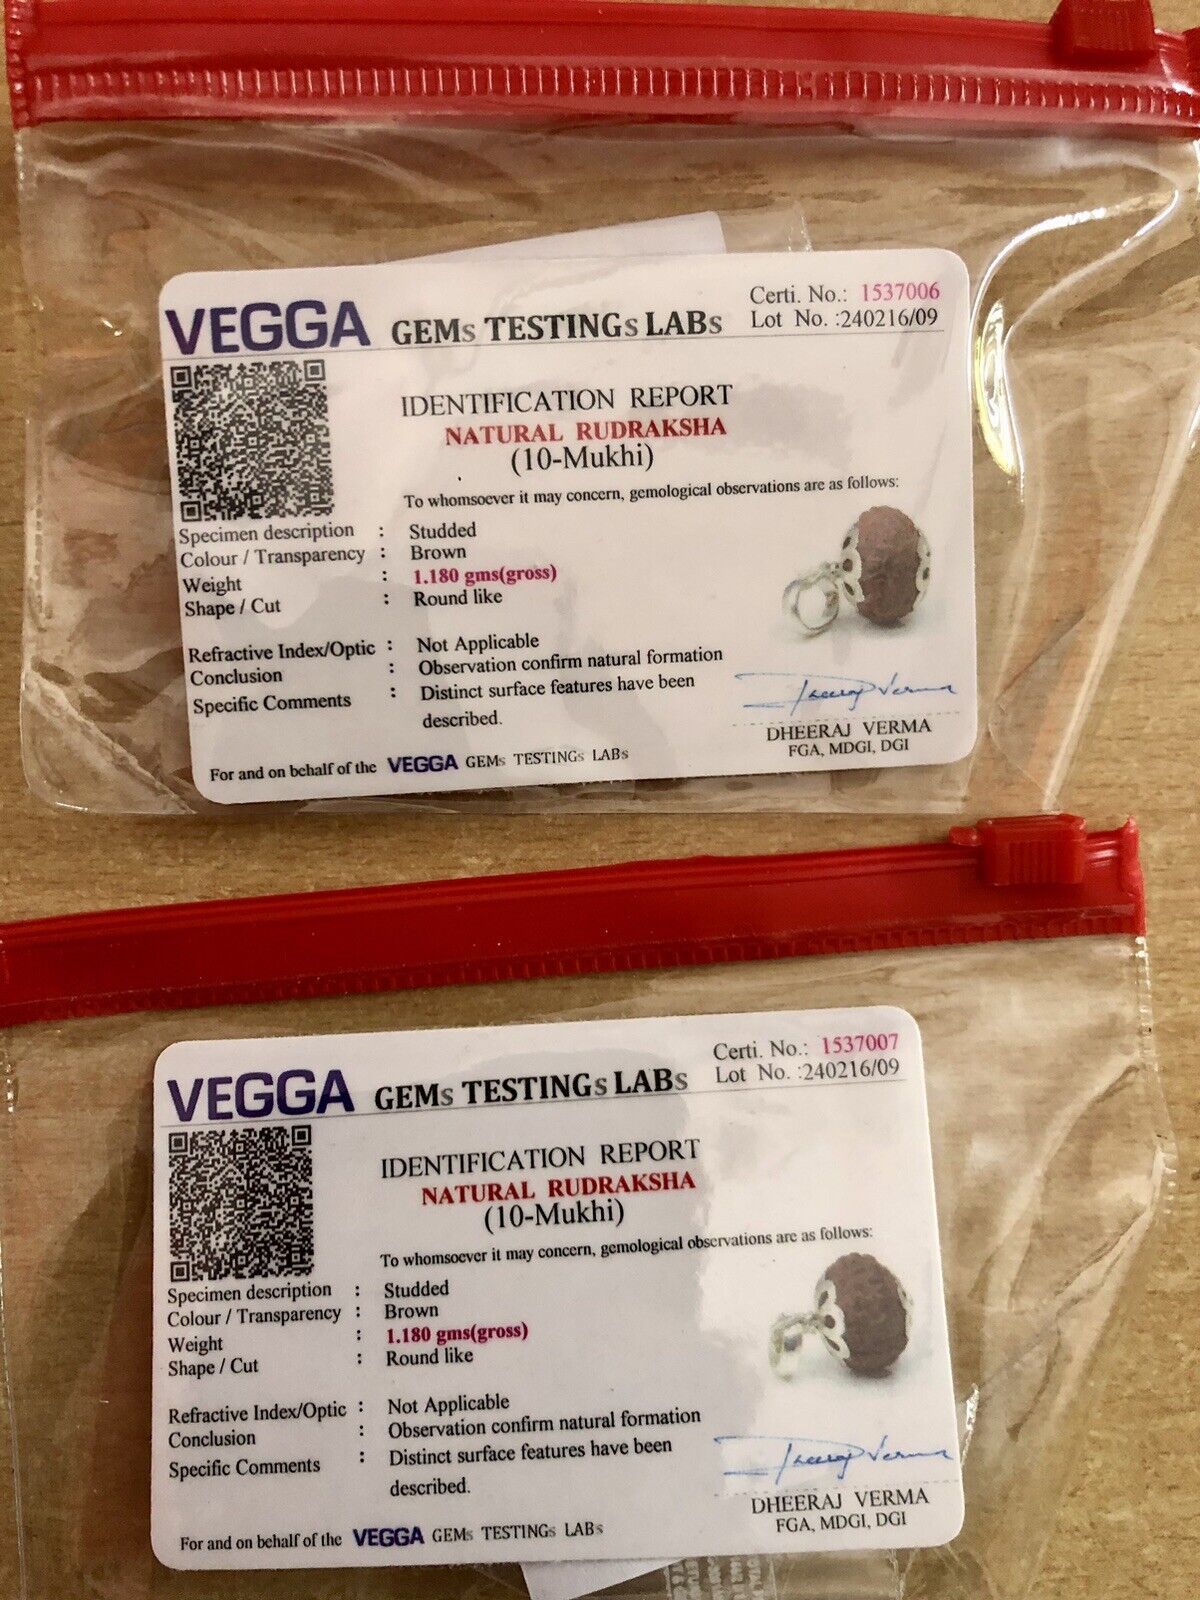 VEGGA GEMs TESTINGs LABs
Certi. No.: 1537006
Lot No. :240216/09
IDENTIFICATION REPORT
NATURAL RUDRAKSHA
(10-Mukhi)
To whomsoever it may concern, gemological observations are as follows:
Specimen description : Studded
Colour / Transparency : Brown
Weight : 1.180 gms(gross)
Shape / Cut : Round like
Refractive Index/Optic : Not Applicable
Conclusion : Observation confirm natural formation
Specific Comments : Distinct surface features have been
described.
Dheeraj Verma
DHEERAJ VERMA
FGA, MDGI, DGI
For and on behalf of the VEGGA GEMs TESTINGs LABs
VEGGA GEMs TESTINGs LABs
Certi. No.: 1537007
Lot No. :240216/09
IDENTIFICATION REPORT
NATURAL RUDRAKSHA
(10-Mukhi)
To whomsoever it may concern, gemological observations are as follows:
Specimen description : Studded
Colour / Transparency : Brown
Weight : 1.180 gms(gross)
Shape / Cut : Round like
Refractive Index/Optic : Not Applicable
Conclusion : Observation confirm natural formation
Specific Comments : Distinct surface features have been
described.
Dheeraj Verma
DHEERAJ VERMA
FGA, MDGI, DGI
For and on behalf of the VEGGA GEMs TESTINGs LABs